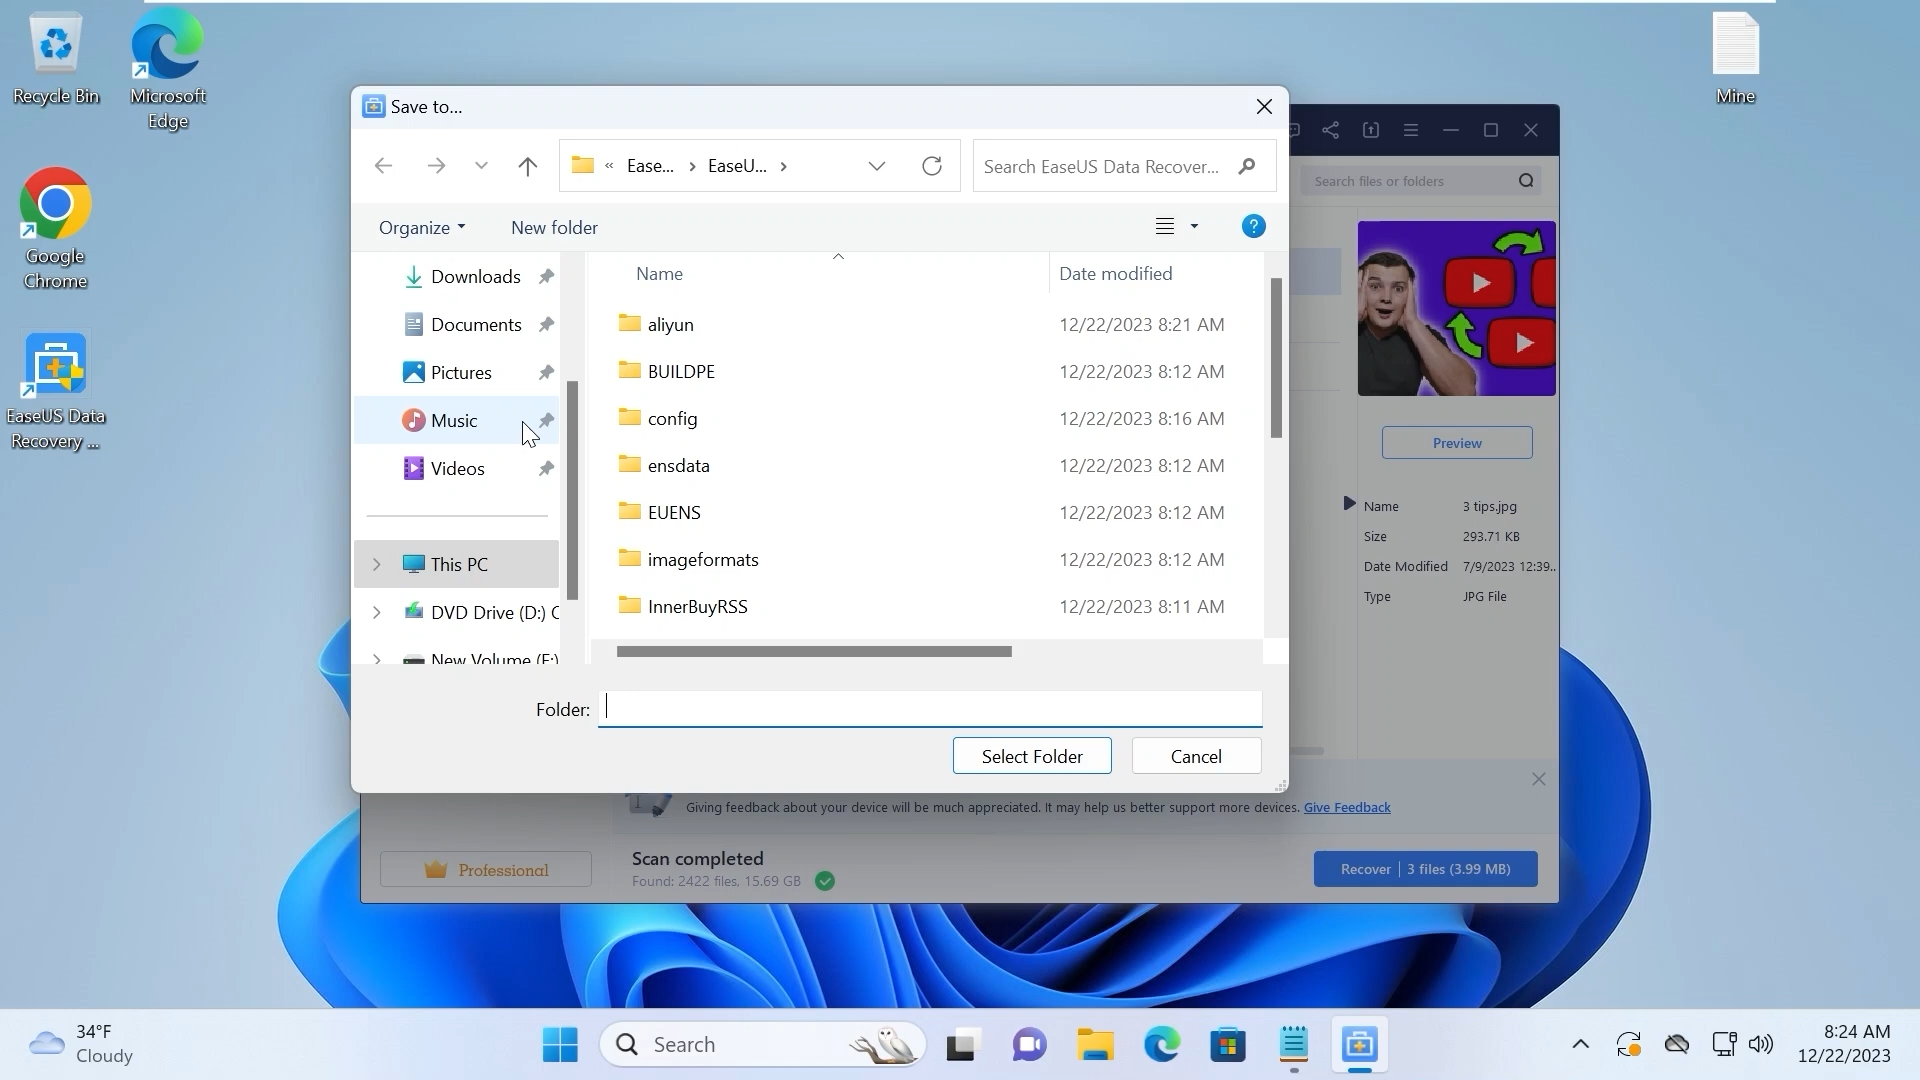 Recycle Bin
Microsoft
Edge
Google
Chrome
EaseUS Data
Recovery ...
Mine
Save to...
« Ease... › EaseU... ›
Search EaseUS Data Recover...
Organize
New folder
Downloads
Documents
Pictures
Music
Videos
This PC
DVD Drive (D:) C
New Volume (E:)
Name
Date modified
aliyun
12/22/2023 8:21 AM
BUILDPE
12/22/2023 8:12 AM
config
12/22/2023 8:16 AM
ensdata
12/22/2023 8:12 AM
EUENS
12/22/2023 8:12 AM
imageformats
12/22/2023 8:12 AM
InnerBuyRSS
12/22/2023 8:11 AM
Folder:
Select Folder
Cancel
Search files or folders
Preview
Name 3 tips.jpg
Size 293.71 KB
Date Modified 7/9/2023 12:39..
Type JPG File
Giving feedback about your device will be much appreciated. It may help us better support more devices. Give Feedback
Professional
Scan completed
Found: 2422 files, 15.69 GB
Recover | 3 files (3.99 MB)
34°F
Cloudy
Search
8:24 AM
12/22/2023